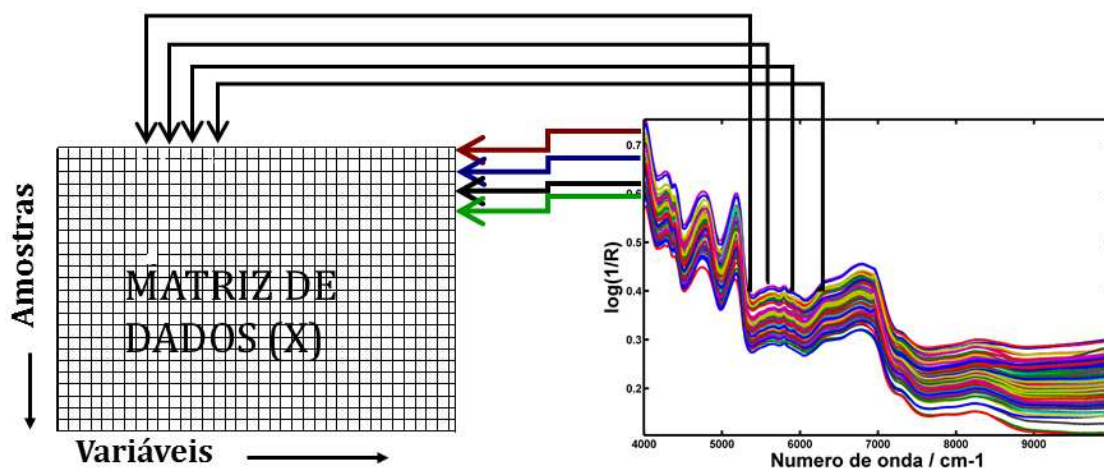 Amostras
MATRIZ DE
DADOS (X)
Variáveis
log(1/R)
0.7
0.6
0.5
0.4
0.3
0.2
4000 5000 6000 7000 8000 9000
Numero de onda / cm-1